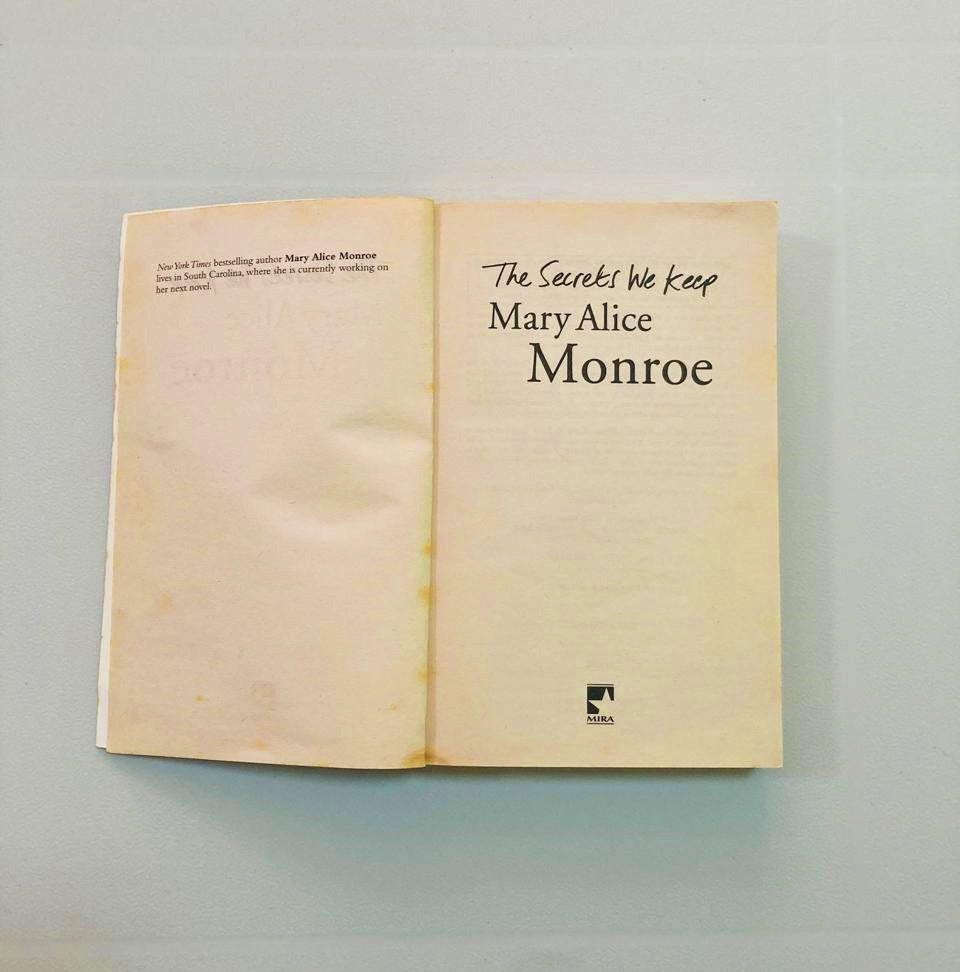 New York Times bestselling author Mary Alice Monroe
lives in South Carolina, where she is currently working on
her next novel.
The Secrets We Keep
Mary Alice
Monroe
MIRA